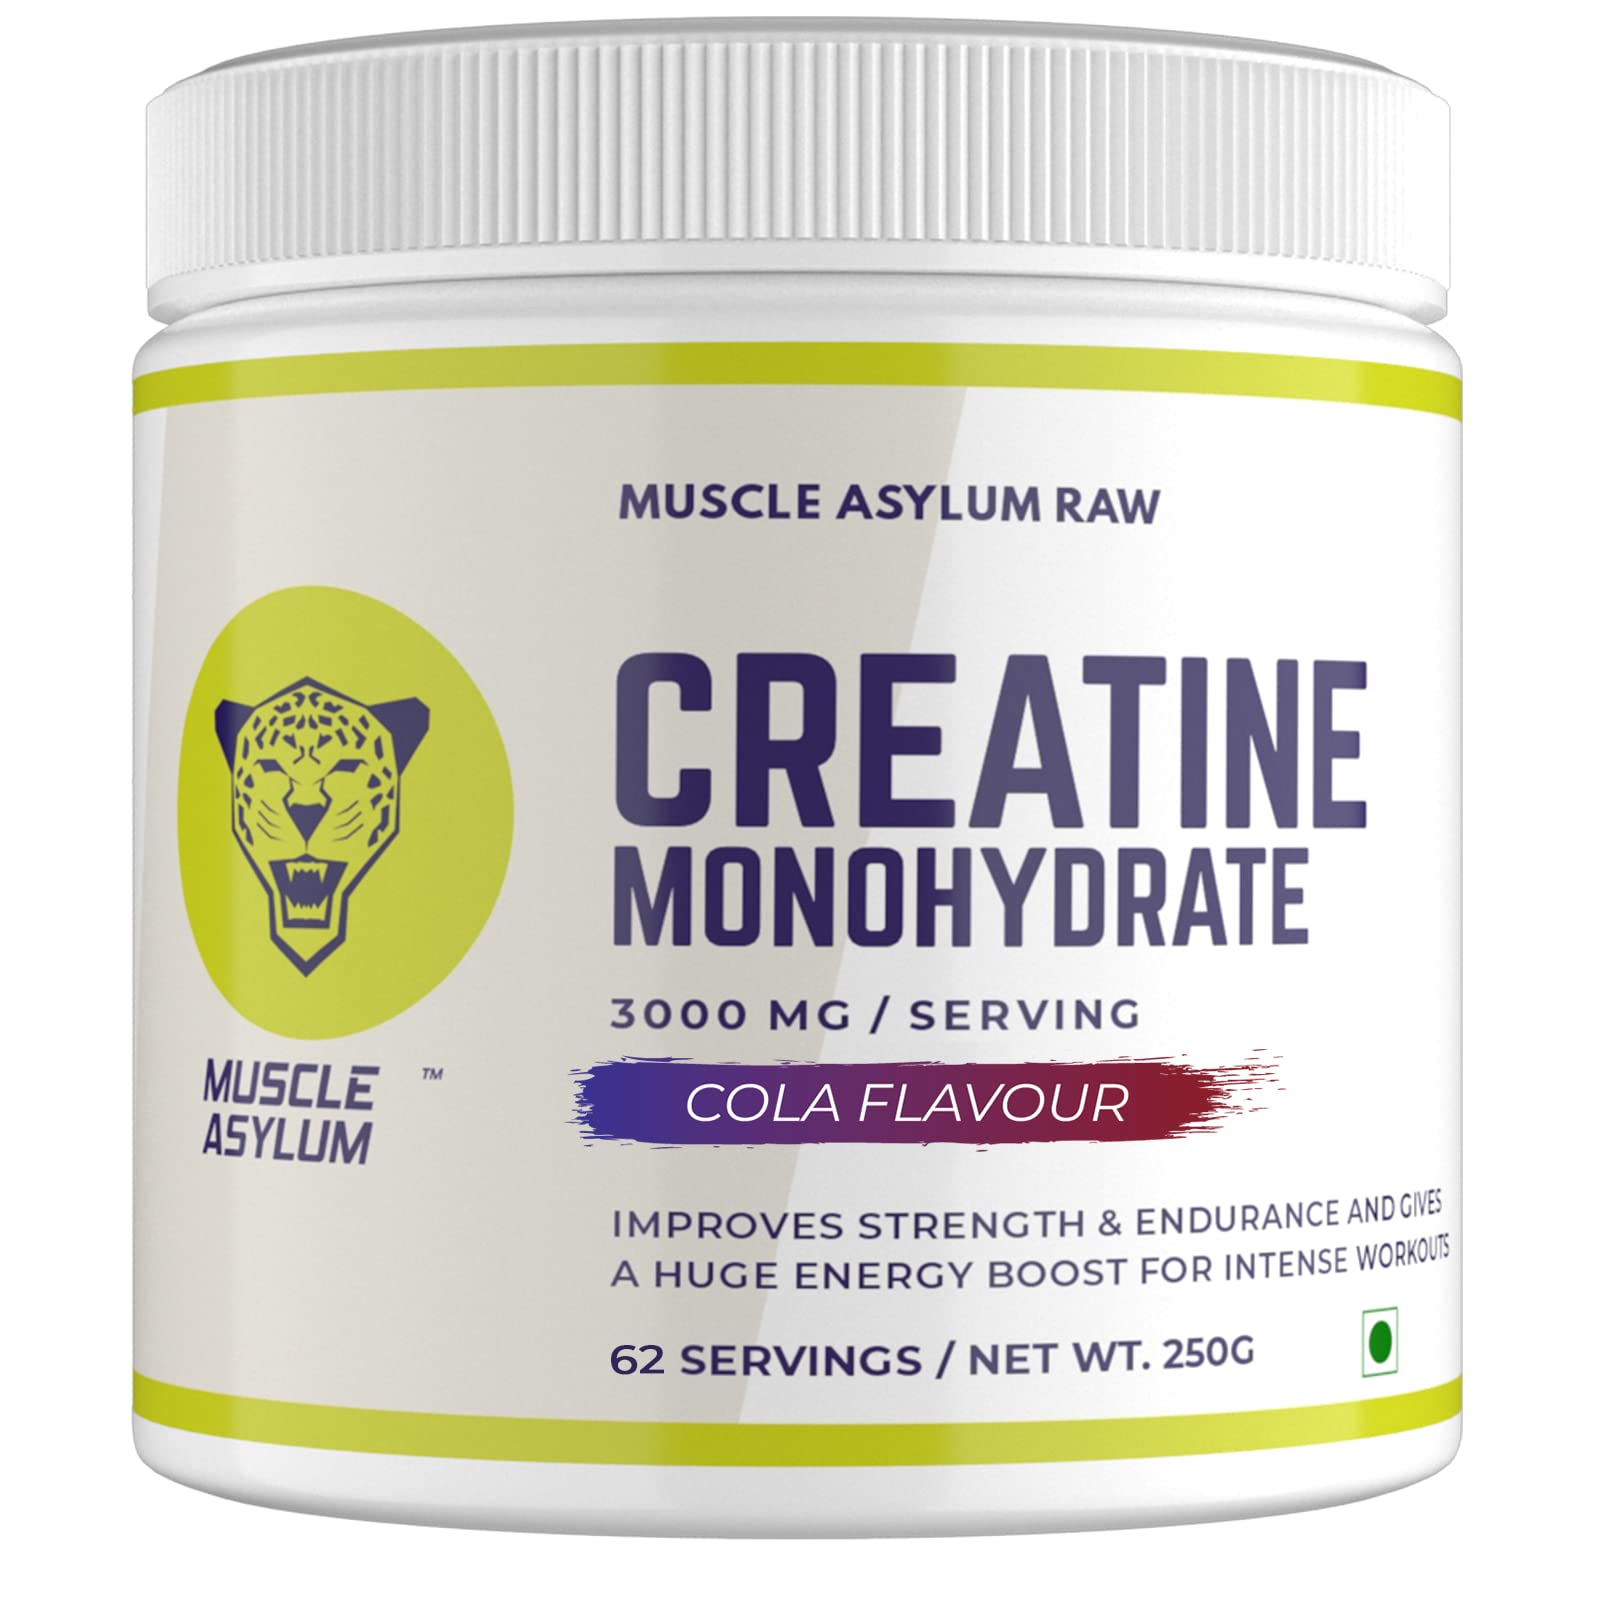 MUSCLE ASYLUM RAW
CREATINE
MONOHYDRATE
3000 MG / SERVING
COLA FLAVOUR
IMPROVES STRENGTH & ENDURANCE AND GIVES
A HUGE ENERGY BOOST FOR INTENSE WORKOUTS
62 SERVINGS / NET WT. 250G
MUSCLE ™
ASYLUM